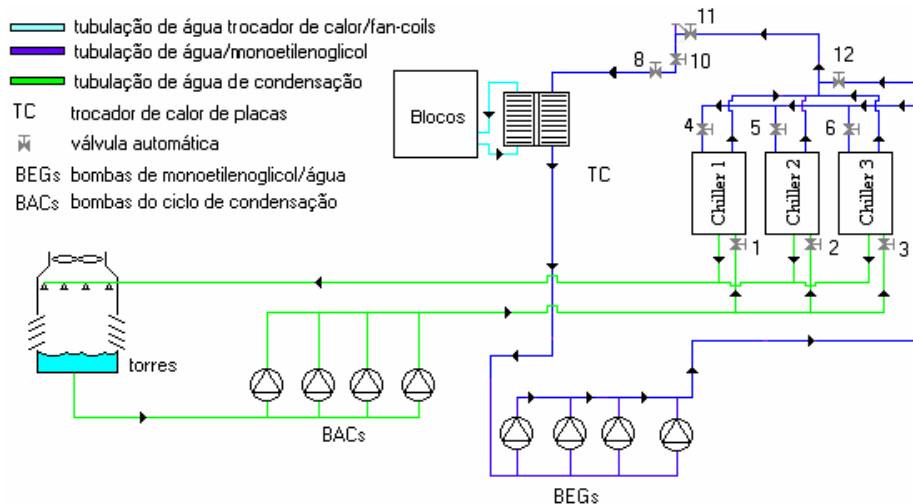 tubulação de água trocador de calor/fan-coils
tubulação de água/monoetilenoglicol
tubulação de água de condensação
TC trocador de calor de placas
válvula automática
BEGs bombas de monoetilenoglicol/água
BACs bombas do ciclo de condensação
11
8
10
12
Blocos
TC
4
5
6
Chiller 1
Chiller 2
Chiller 3
1
2
3
torres
BACs
BEGs